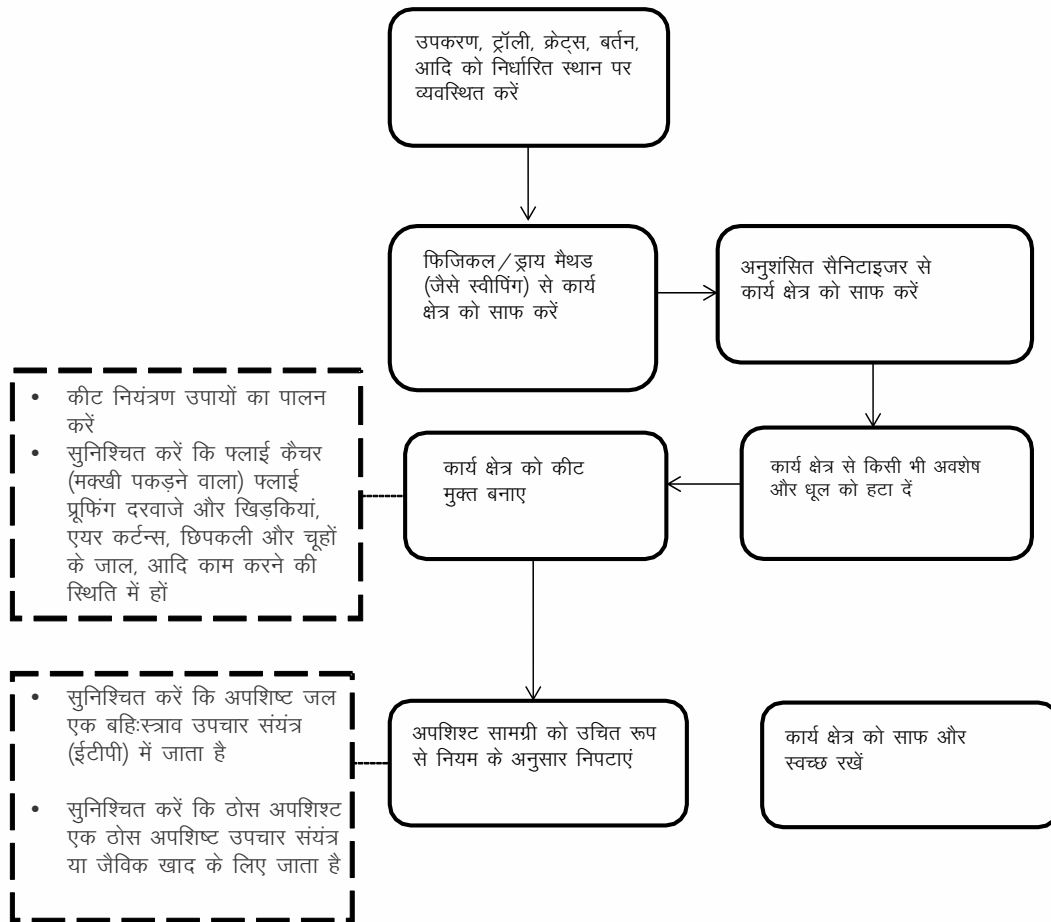 उपकरण, ट्रॉली, क्रेट्स, बर्तन,
आदि को निर्धारित स्थान पर
व्यवस्थित करें
फिजिकल/ड्राय मैथड
(जैसे स्वीपिंग) से कार्य
क्षेत्र को साफ करें
अनुशंसित सैनिटाइजर से
कार्य क्षेत्र को साफ करें
कार्य क्षेत्र से किसी भी अवशेष
और धूल को हटा दें
कार्य क्षेत्र को कीट
मुक्त बनाए
• कीट नियंत्रण उपायों का पालन
करें
• सुनिश्चित करें कि फ्लाई कैचर
(मक्खी पकड़ने वाला) फ्लाई
प्रूफिंग दरवाजे और खिड़कियां,
एयर कर्टन्स, छिपकली और चूहों
के जाल, आदि काम करने की
स्थिति में हों
अपशिश्ट सामग्री को उचित रूप
से नियम के अनुसार निपटाएं
• सुनिश्चित करें कि अपशिष्ट जल
एक बहिःस्त्राव उपचार संयंत्र
(ईटीपी) में जाता है
• सुनिश्चित करें कि ठोस अपशिश्ट
एक ठोस अपशिष्ट उपचार संयंत्र
या जैविक खाद के लिए जाता है
कार्य क्षेत्र को साफ और
स्वच्छ रखें